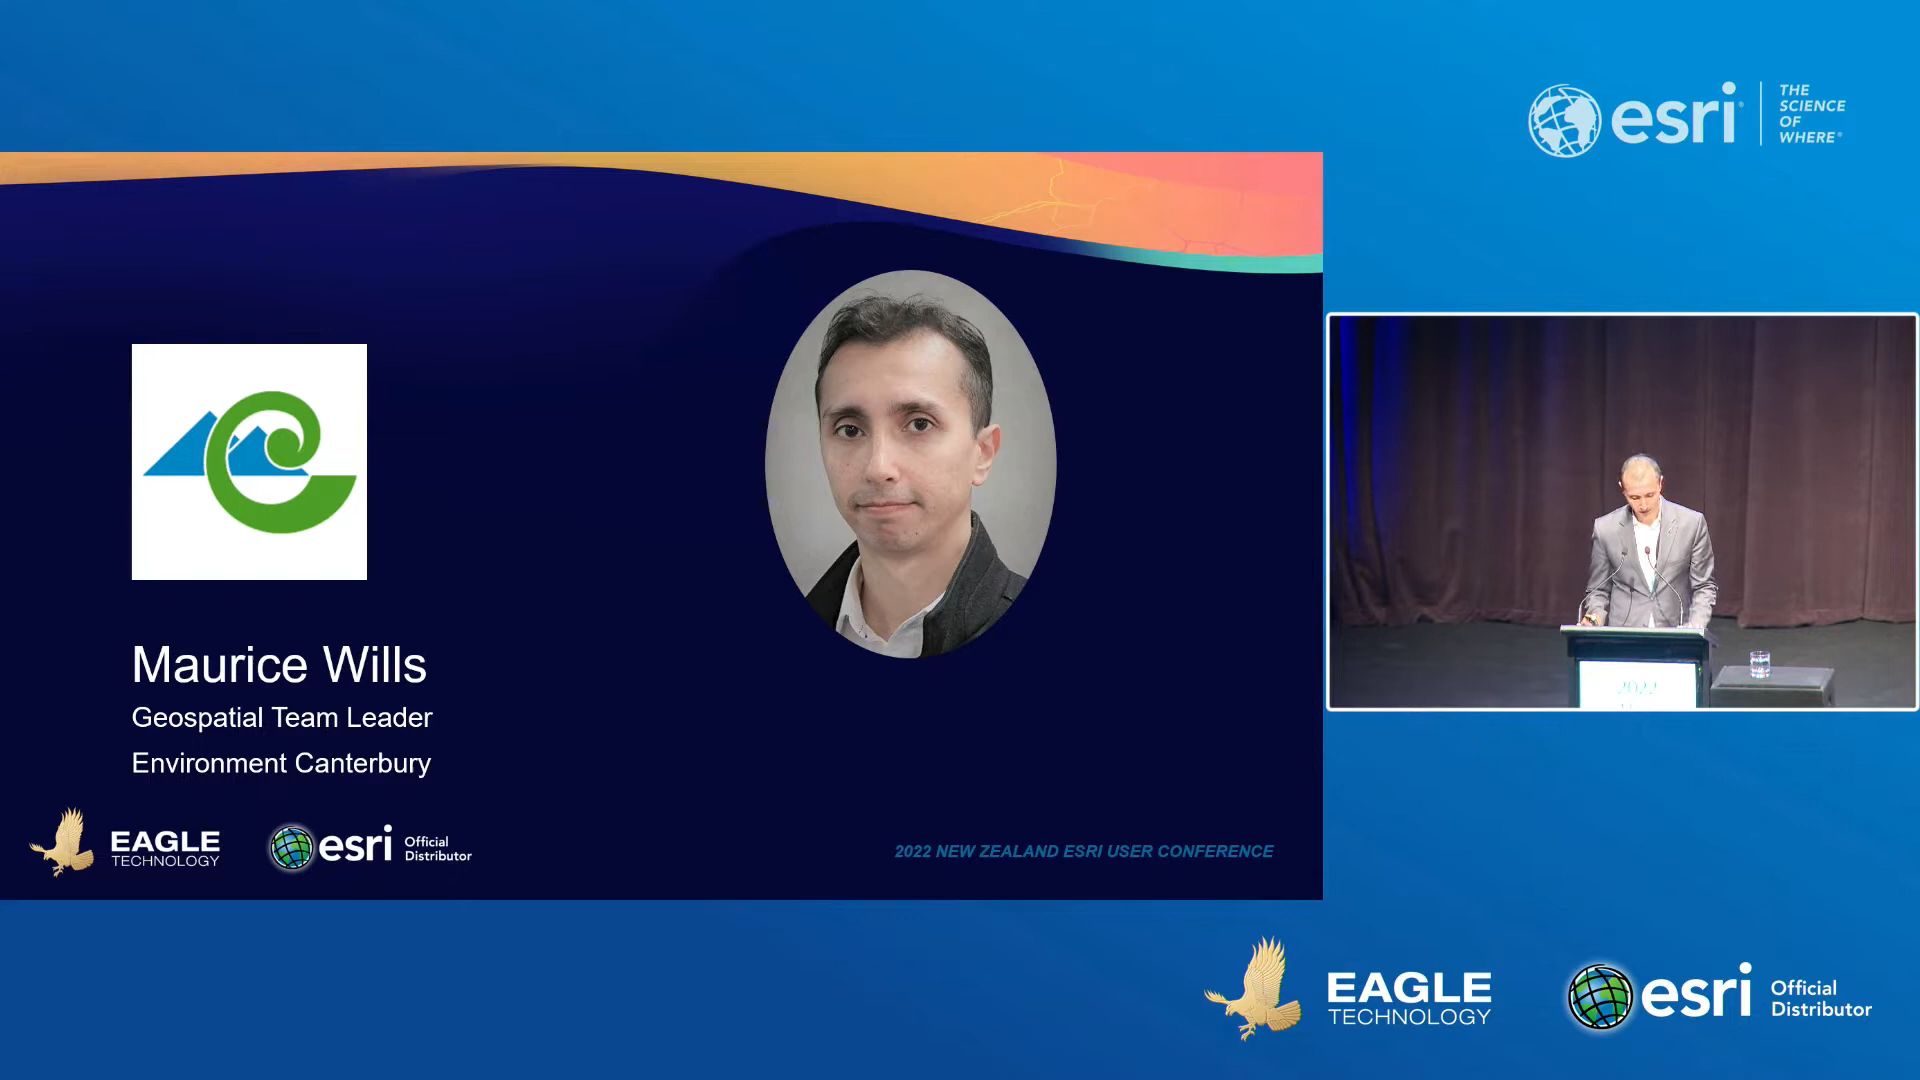 esri
THE
SCIENCE
OF
WHERE®
Maurice Wills
Geospatial Team Leader
Environment Canterbury
EAGLE
TECHNOLOGY
esri
Official
Distributor
2022 NEW ZEALAND ESRI USER CONFERENCE
2022
EAGLE
TECHNOLOGY
esri
Official
Distributor